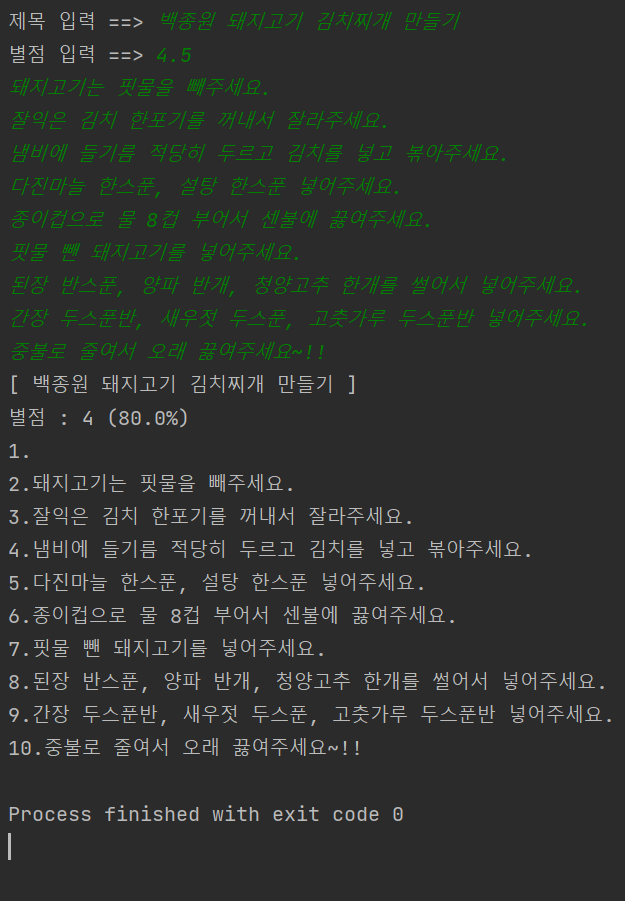 제목 입력 ==> 백종원 돼지고기 김치찌개 만들기
별점 입력 ==> 4.5
돼지고기는 핏물을 빼주세요.
잘익은 김치 한포기를 꺼내서 잘라주세요.
냄비에 들기름 적당히 두르고 김치를 넣고 볶아주세요.
다진마늘 한스푼, 설탕 한스푼 넣어주세요.
종이컵으로 물 8컵 부어서 센불에 끓여주세요.
핏물 뺀 돼지고기를 넣어주세요.
된장 반스푼, 양파 반개, 청양고추 한개를 썰어서 넣어주세요.
간장 두스푼반, 새우젓 두스푼, 고춧가루 두스푼반 넣어주세요.
중불로 줄여서 오래 끓여주세요~!!
[ 백종원 돼지고기 김치찌개 만들기 ]
별점 : 4 (80.0%)
1.
2.돼지고기는 핏물을 빼주세요.
3.잘익은 김치 한포기를 꺼내서 잘라주세요.
4.냄비에 들기름 적당히 두르고 김치를 넣고 볶아주세요.
5.다진마늘 한스푼, 설탕 한스푼 넣어주세요.
6.종이컵으로 물 8컵 부어서 센불에 끓여주세요.
7.핏물 뺀 돼지고기를 넣어주세요.
8.된장 반스푼, 양파 반개, 청양고추 한개를 썰어서 넣어주세요.
9.간장 두스푼반, 새우젓 두스푼, 고춧가루 두스푼반 넣어주세요.
10.중불로 줄여서 오래 끓여주세요~!!
Process finished with exit code 0